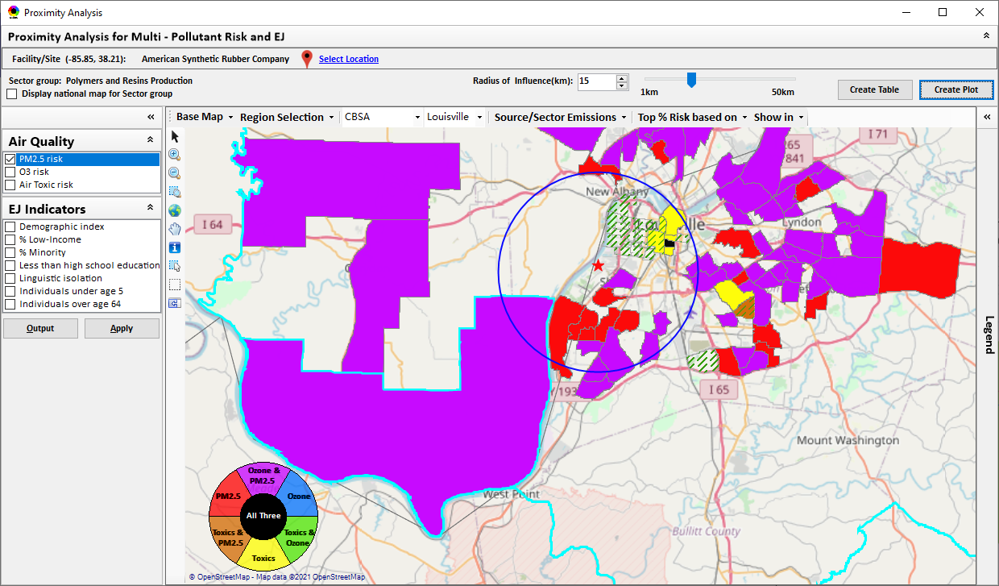 Proximity Analysis
Proximity Analysis for Multi - Pollutant Risk and EJ
Facility/Site (-85.85, 38.21): American Synthetic Rubber Company Select Location
Sector group: Polymers and Resins Production
Display national map for Sector group
Radius of Influence(km): 15
1km 50km
Create Table Create Plot
Base Map Region Selection CBSA Louisville Source/Sector Emissions Top % Risk based on Show in
Air Quality
PM2.5 risk
O3 risk
Air Toxic risk
EJ Indicators
Demographic index
% Low-Income
% Minority
Less than high school education
Linguistic isolation
Individuals under age 5
Individuals over age 64
Output Apply
I 71
841
New Albany
I 64
Lyndon
I 65
Mount Washington
West Point
Bullitt County
Ozone &
PM2.5
PM2.5
Ozone
All Three
Toxics &
PM2.5
Toxics &
Ozone
Toxics
© OpenStreetMap - Map data ©2021 OpenStreetMap
Legend